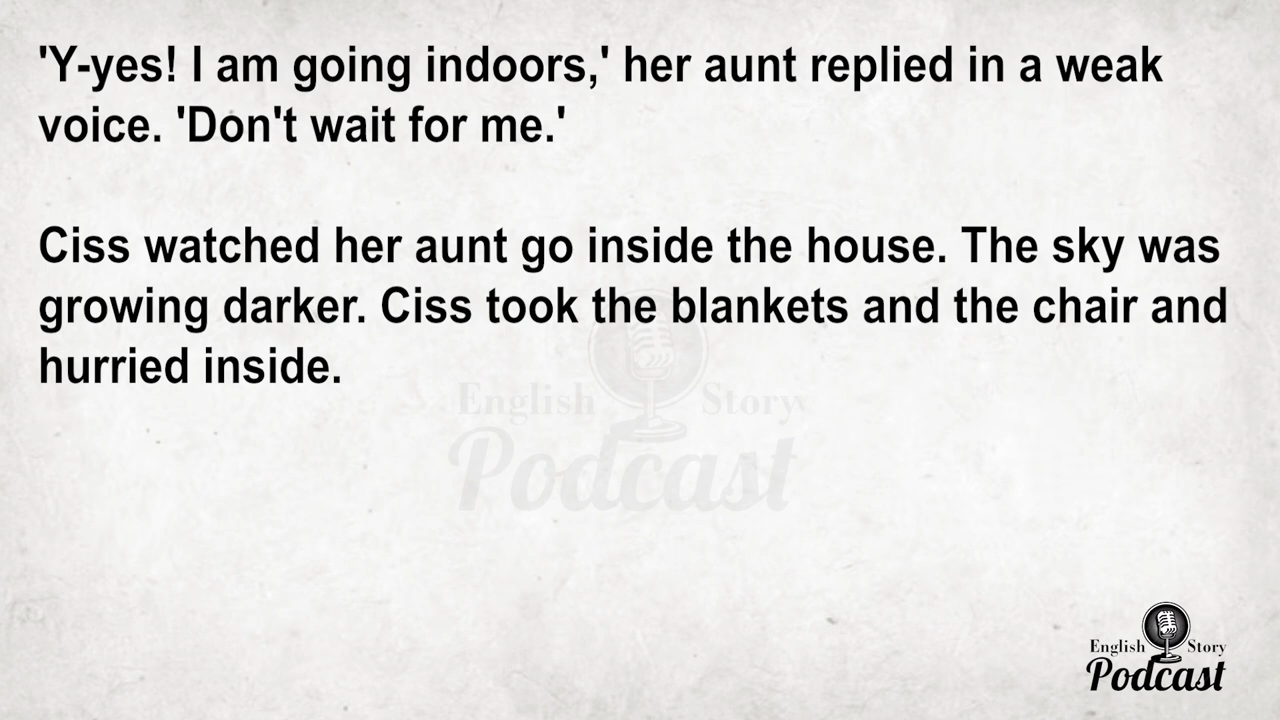 'Y-yes! I am going indoors,' her aunt replied in a weak
voice. 'Don't wait for me.'
Ciss watched her aunt go inside the house. The sky was
growing darker. Ciss took the blankets and the chair and
hurried inside.
English Story
Podcast
English Story
Podcast